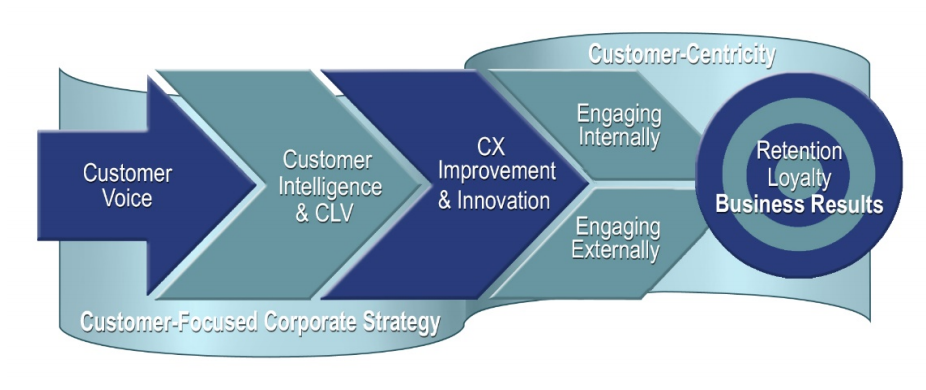 Customer-Centricity
Customer
Voice
Customer
Intelligence
& CLV
CX
Improvement
& Innovation
Engaging
Internally
Engaging
Externally
Retention
Loyalty
Business Results
Customer-Focused Corporate Strategy